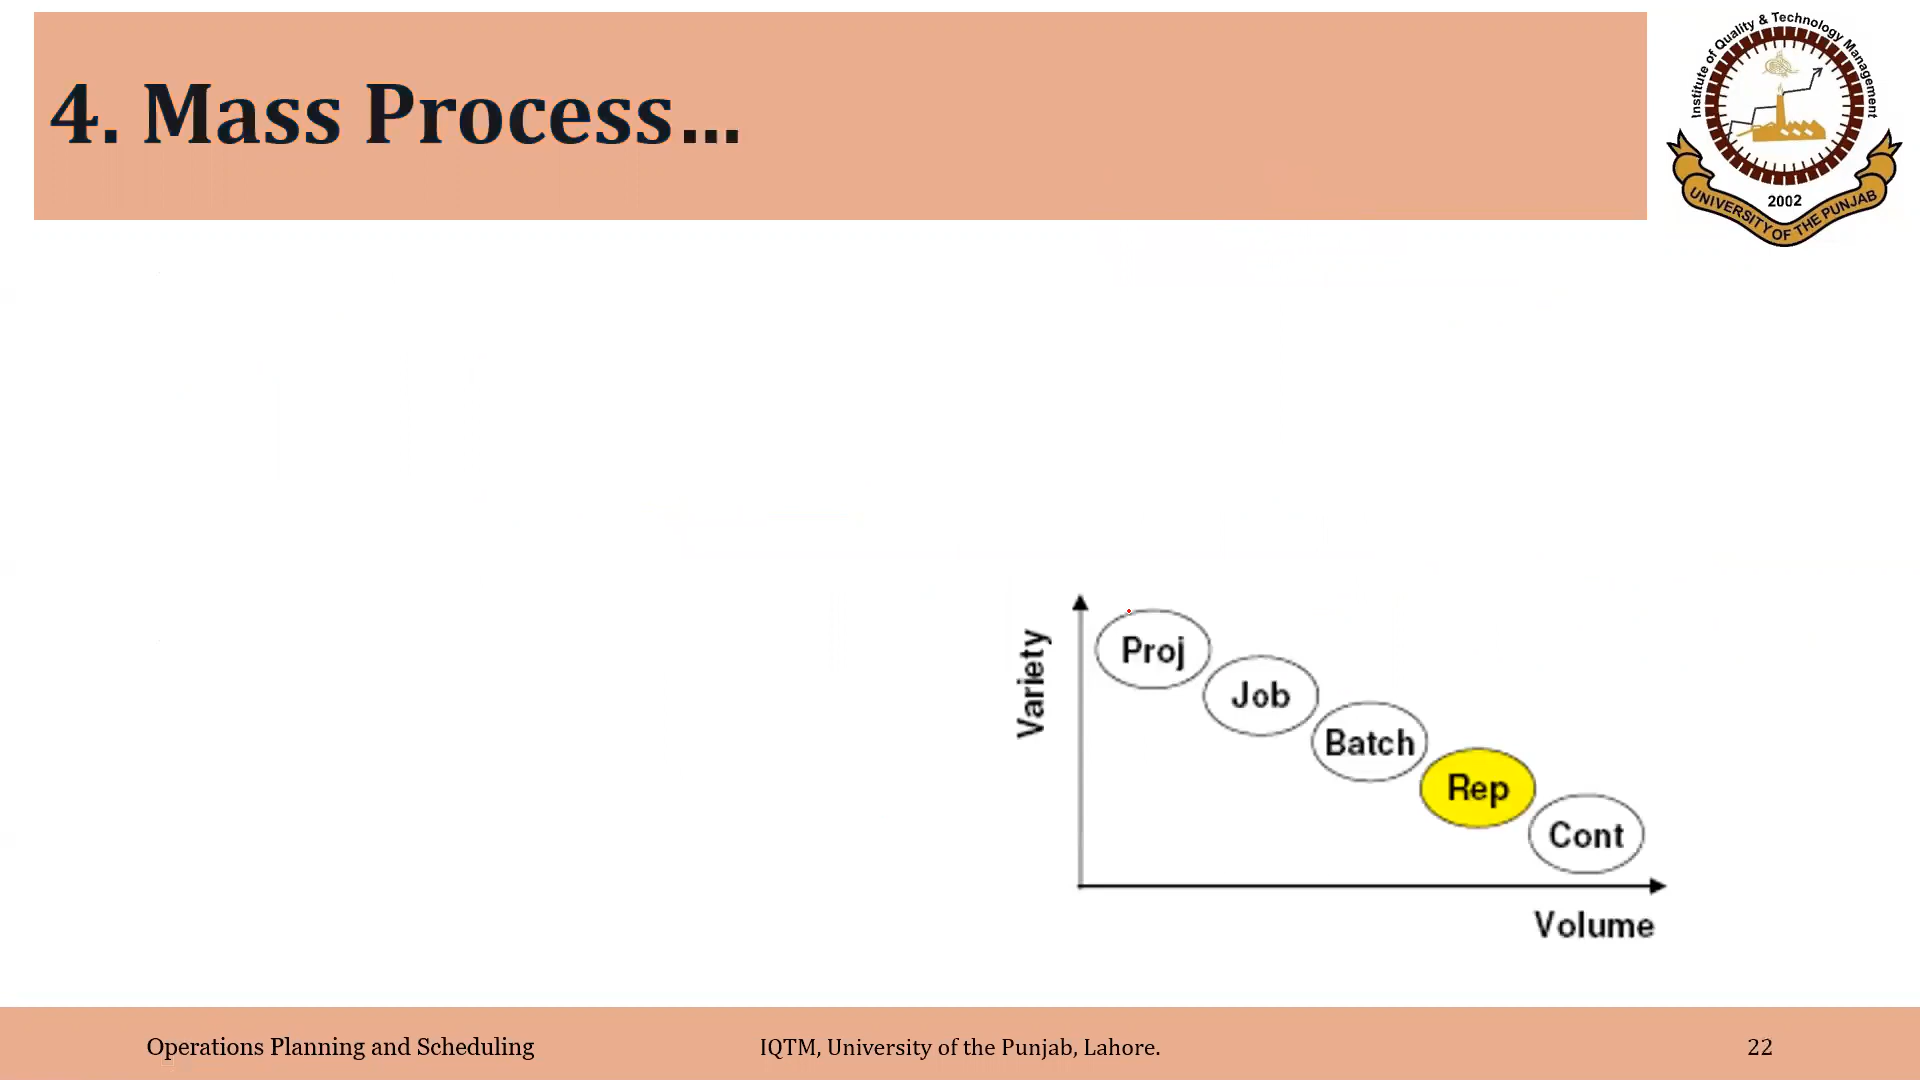 4. Mass Process...
Institute of Quality & Technology Management
2002
UNIVERSITY OF THE PUNJAB
Variety
Proj
Job
Batch
Rep
Cont
Volume
Operations Planning and Scheduling
IQTM, University of the Punjab, Lahore.
22